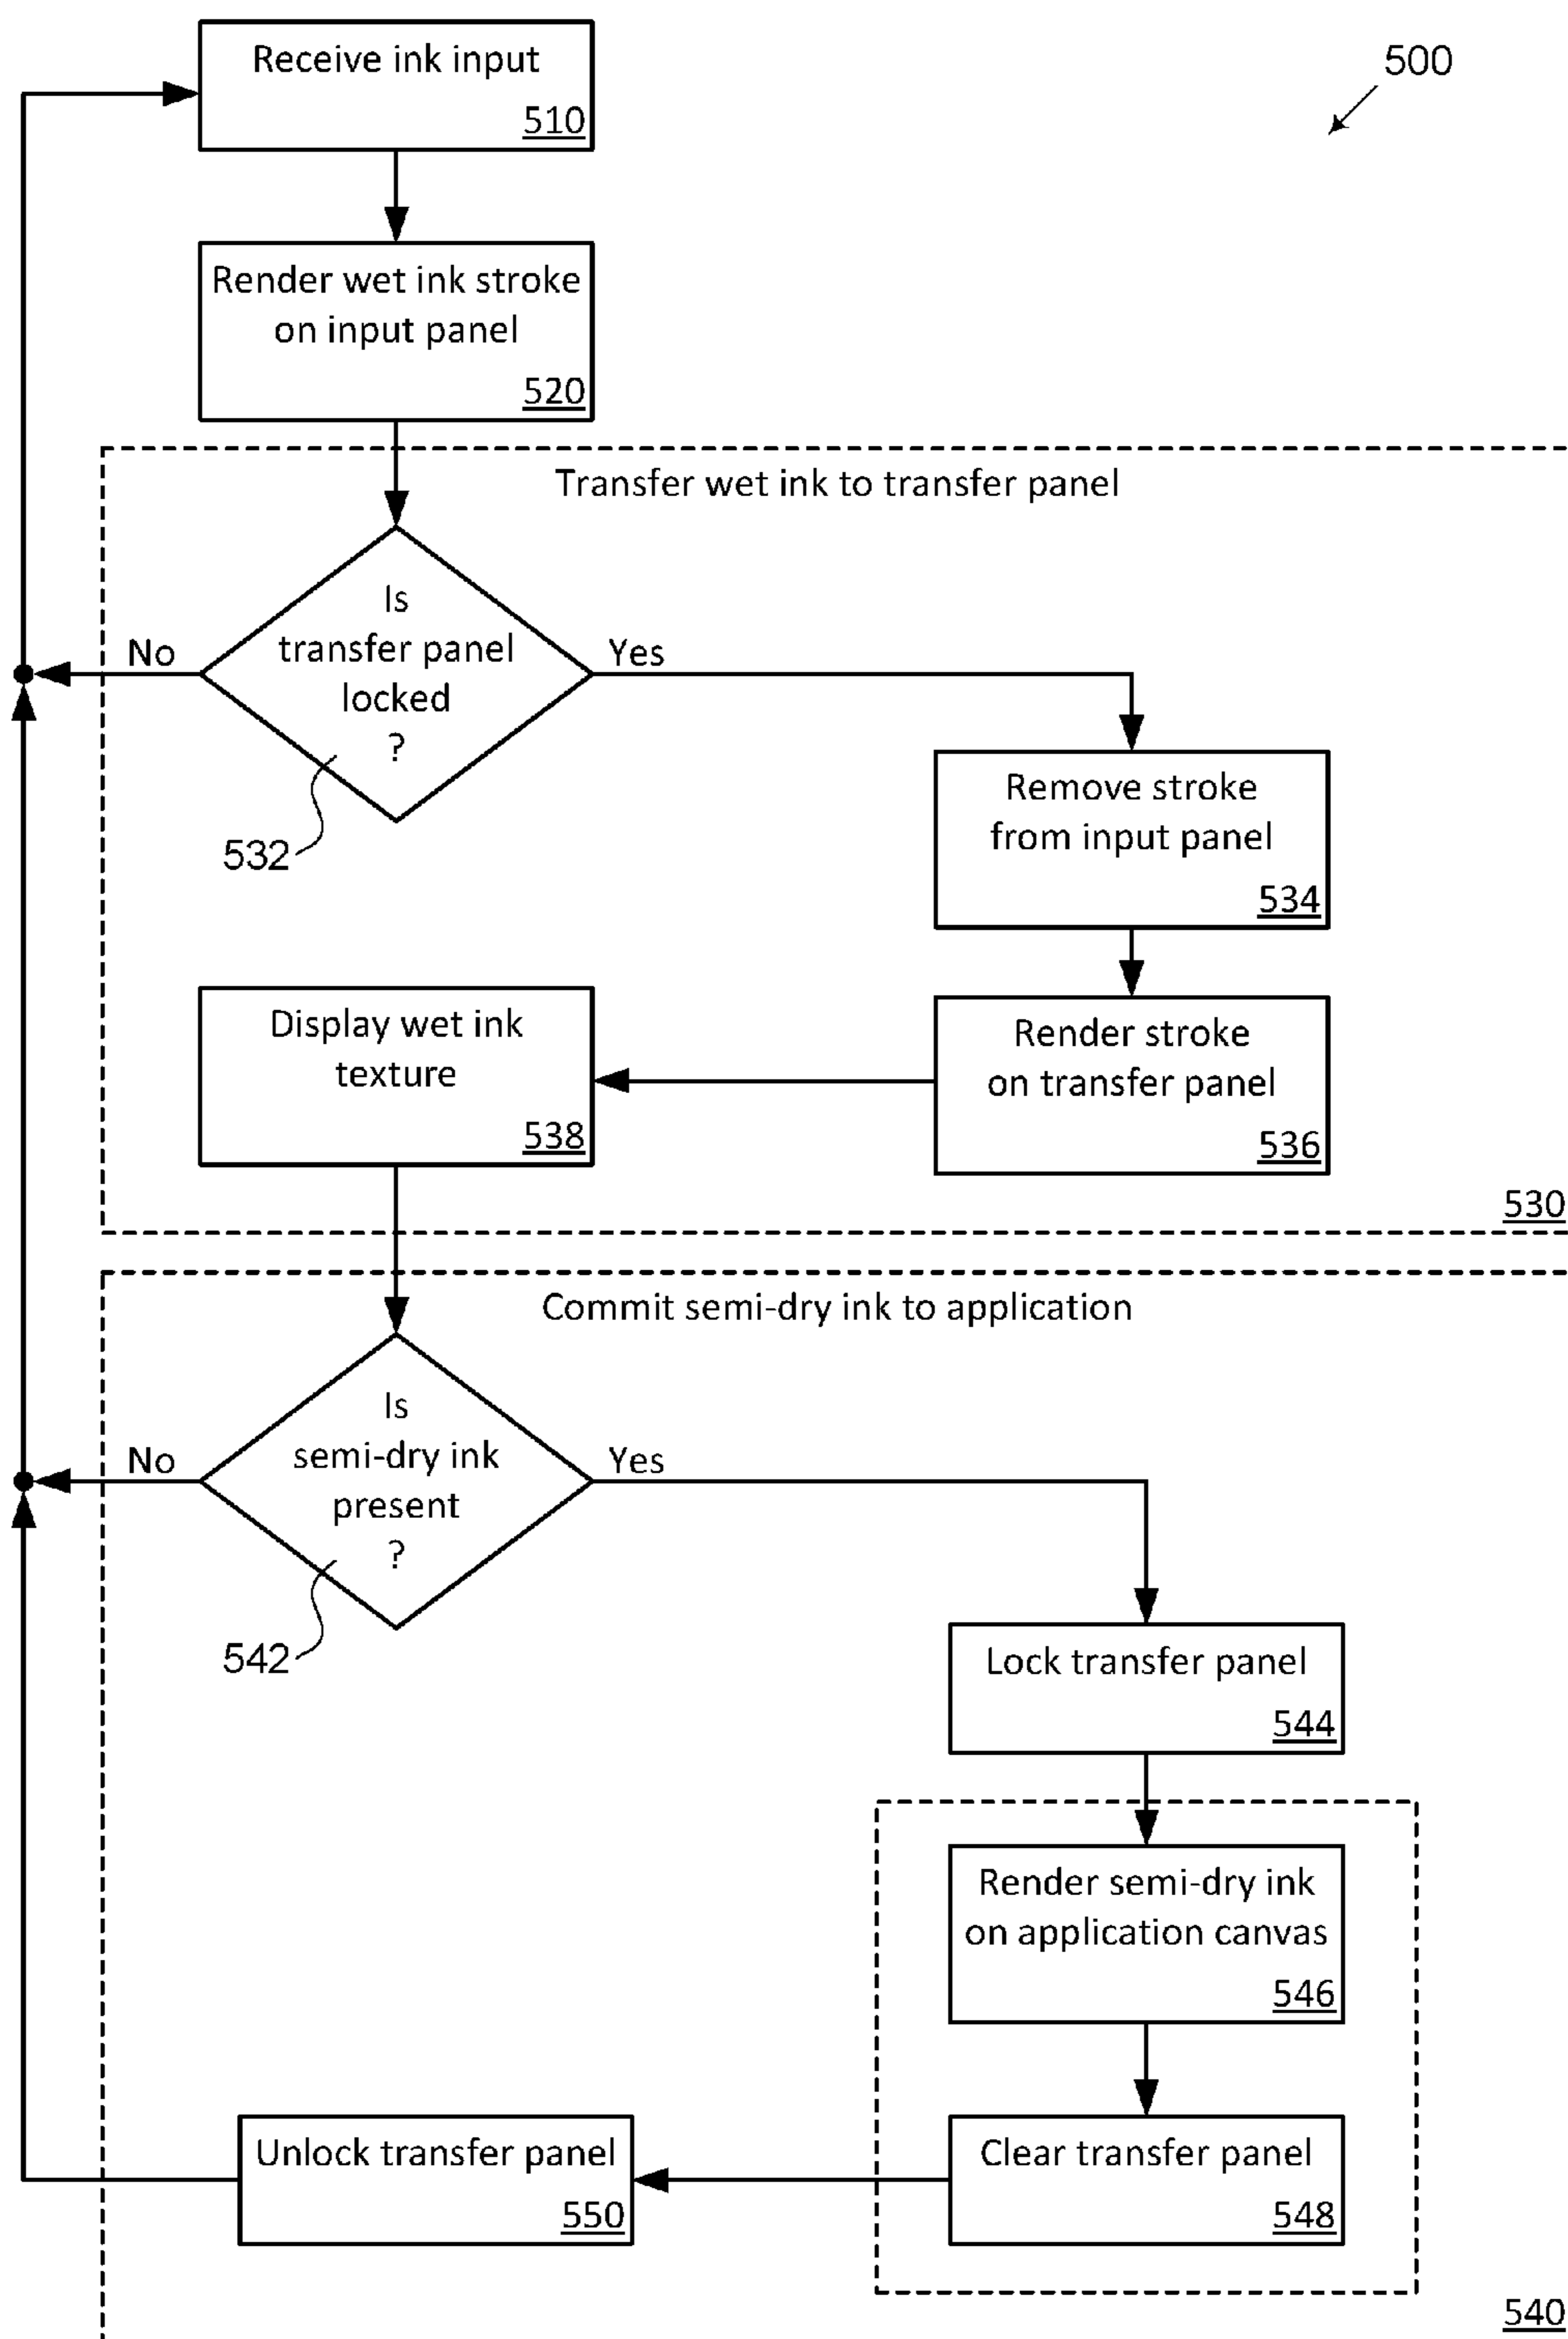 500
Receive ink input
510
Render wet ink stroke
on input panel
520
Transfer wet ink to transfer panel
Is
transfer panel
locked
?
No
Yes
532
Remove stroke
from input panel
534
Render stroke
on transfer panel
536
Display wet ink
texture
538
530
Commit semi-dry ink to application
Is
semi-dry ink
present
?
No
Yes
542
Lock transfer panel
544
Render semi-dry ink
on application canvas
546
Clear transfer panel
548
Unlock transfer panel
550
540